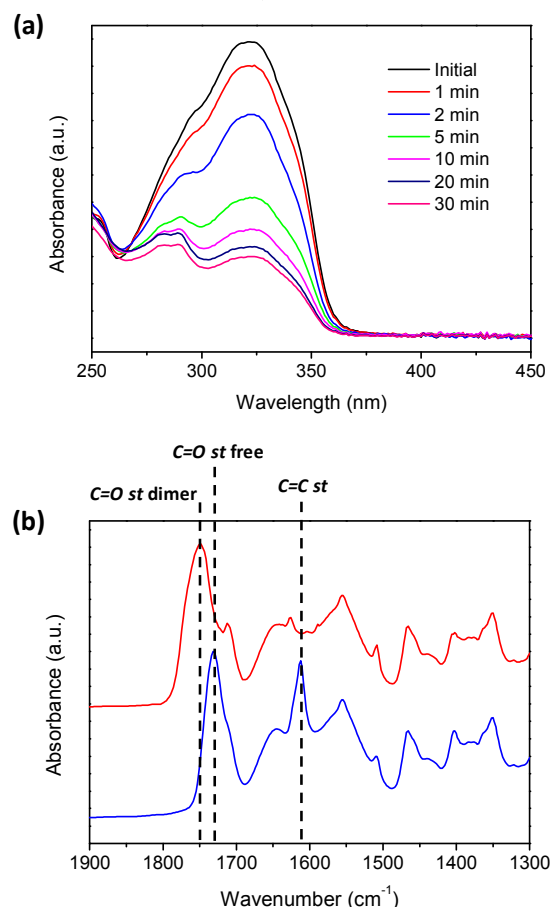 (a)
Absorbance (a.u.)
Initial
1 min
2 min
5 min
10 min
20 min
30 min
250 300 350 400 450
Wavelength (nm)
(b)
C=O st free
C=O st dimer
C=C st
Absorbance (a.u.)
1900 1800 1700 1600 1500 1400 1300
Wavenumber (cm⁻¹)